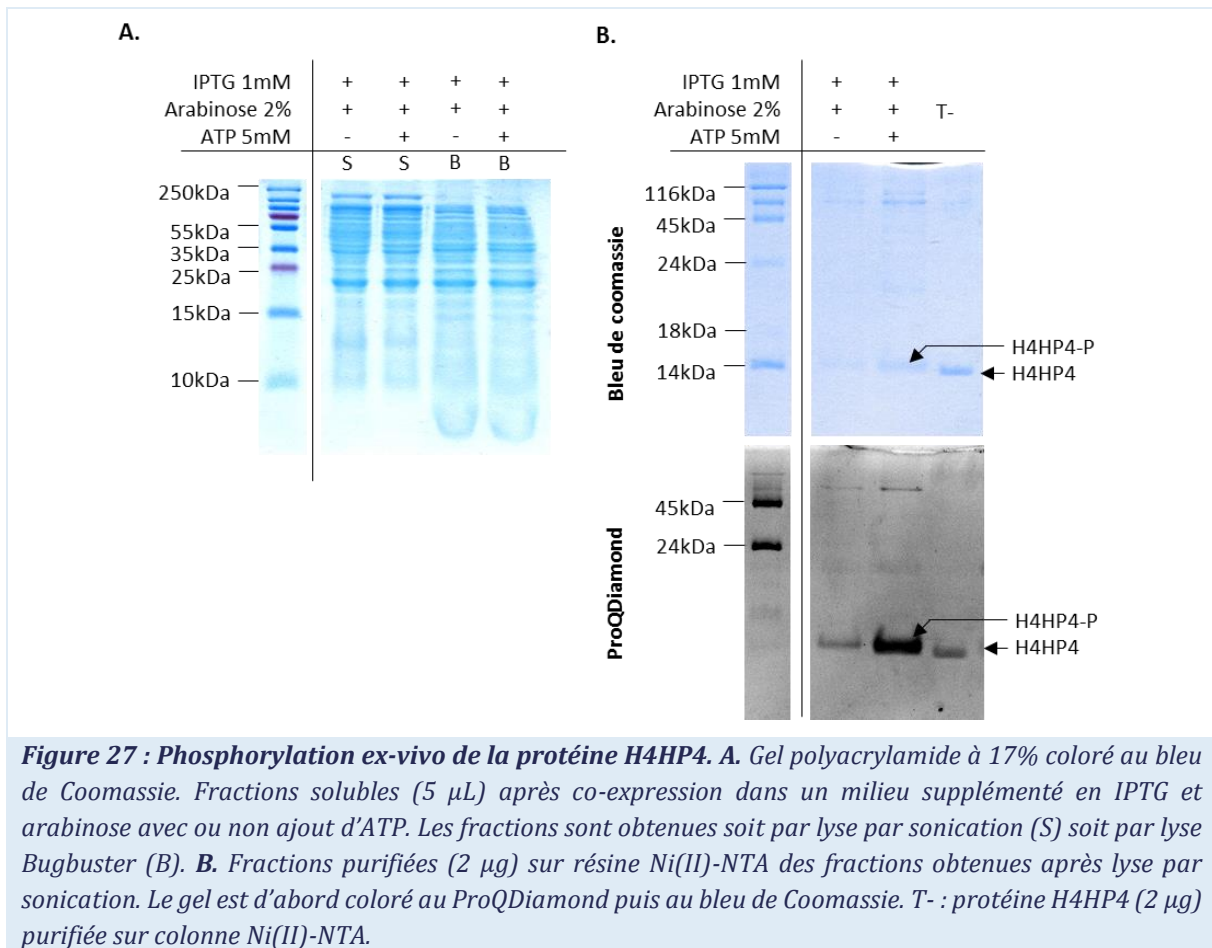 A.
IPTG 1mM + + + +
Arabinose 2% + + + +
ATP 5mM - + - +
S S B B
250kDa
55kDa
35kDa
25kDa
15kDa
10kDa
B.
IPTG 1mM + +
Arabinose 2% + + T-
ATP 5mM - +
Bleu de coomassie
116kDa
45kDa
24kDa
18kDa
14kDa
H4HP4-P
H4HP4
ProQDiamond
45kDa
24kDa
H4HP4-P
H4HP4
Figure 27 : Phosphorylation ex-vivo de la protéine H4HP4. A. Gel polyacrylamide à 17% coloré au bleu
de Coomassie. Fractions solubles (5 μL) après co-expression dans un milieu supplémenté en IPTG et
arabinose avec ou non ajout d’ATP. Les fractions sont obtenues soit par lyse par sonication (S) soit par lyse
Bugbuster (B). B. Fractions purifiées (2 μg) sur résine Ni(II)-NTA des fractions obtenues après lyse par
sonication. Le gel est d’abord coloré au ProQDiamond puis au bleu de Coomassie. T- : protéine H4HP4 (2 μg)
purifiée sur colonne Ni(II)-NTA.